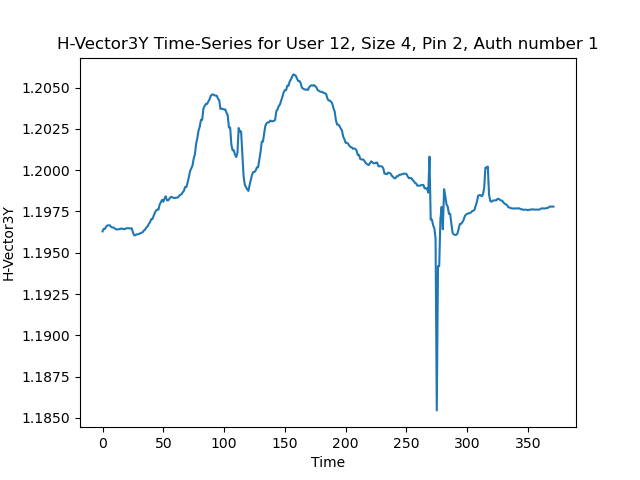 H-Vector3Y Time-Series for User 12, Size 4, Pin 2, Auth number 1
H-Vector3Y
1.2050
1.2025
1.2000
1.1975
1.1950
1.1925
1.1900
1.1875
1.1850
0 50 100 150 200 250 300 350
Time